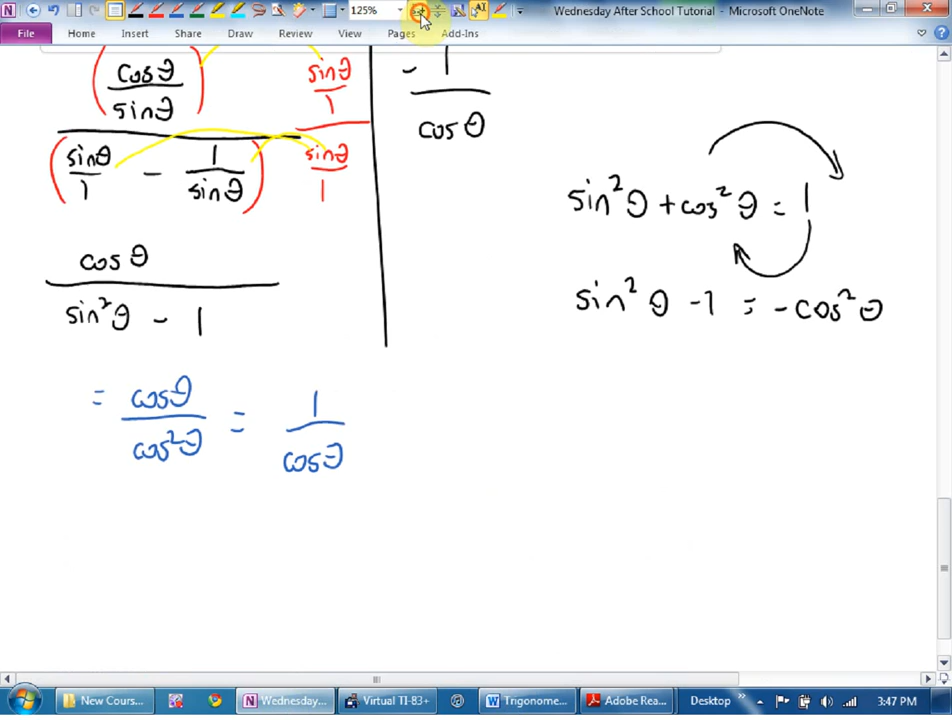 125%
Wednesday After School Tutorial - Microsoft OneNote
File Home Insert Share Draw Review View Pages Add-Ins
(cosθ / sinθ) sinθ / 1
(sinθ / 1 - 1 / sinθ) sinθ / 1
- 1 / cosθ
cosθ / sin²θ - 1
sin²θ + cos²θ = 1
sin²θ - 1 = -cos²θ
= cosθ / cos²θ = 1 / cosθ
New Cours... Wednesday... Virtual TI-83+ Trigonome... Adobe Rea... Desktop » 3:47 PM